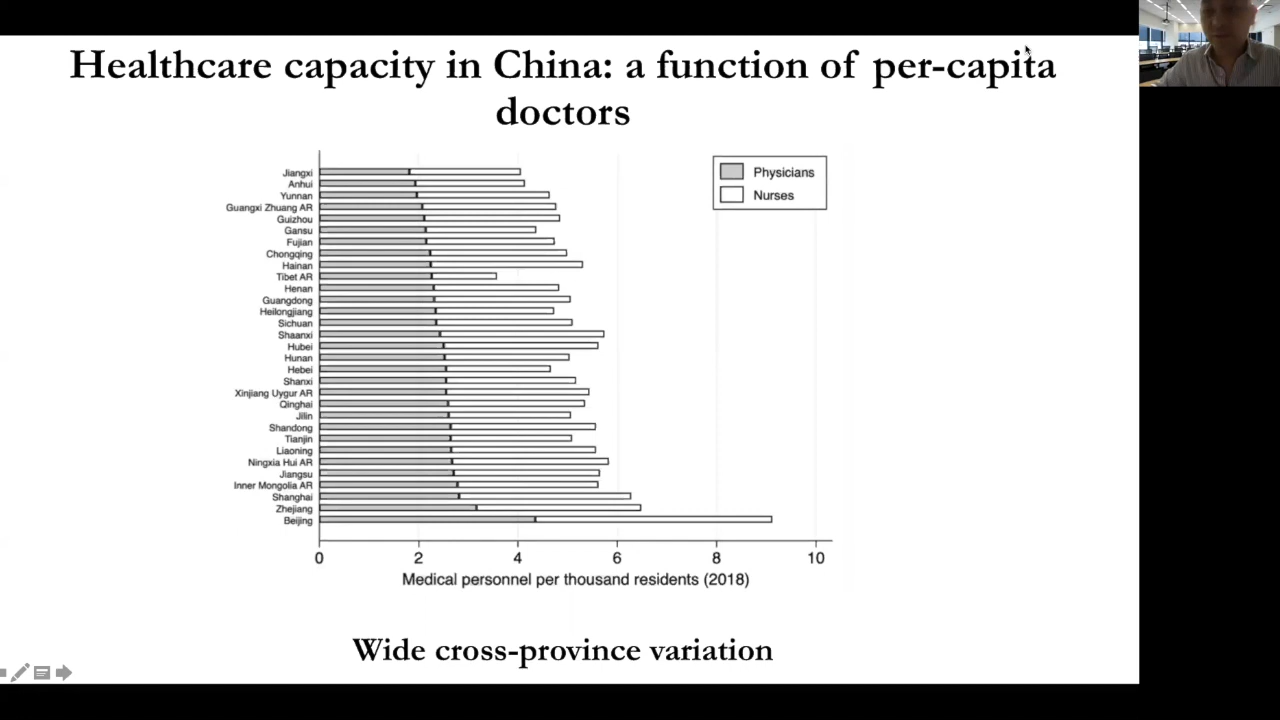 Healthcare capacity in China: a function of per-capita
doctors
Physicians
Nurses
Jiangxi
Anhui
Yunnan
Guangxi Zhuang AR
Guizhou
Gansu
Fujian
Chongqing
Hainan
Tibet AR
Henan
Guangdong
Heilongjiang
Sichuan
Shaanxi
Hubei
Hunan
Hebei
Shanxi
Xinjiang Uygur AR
Qinghai
Jilin
Shandong
Tianjin
Liaoning
Ningxia Hui AR
Jiangsu
Inner Mongolia AR
Shanghai
Zhejiang
Beijing
0 2 4 6 8 10
Medical personnel per thousand residents (2018)
Wide cross-province variation